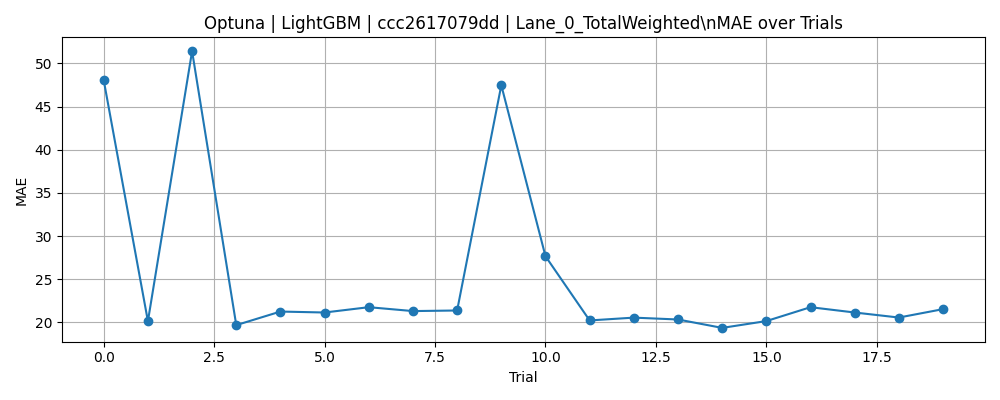 Optuna | LightGBM | ccc2617079dd | Lane_0_TotalWeighted\nMAE over Trials
50
45
40
35
30
25
20
MAE
0.0 2.5 5.0 7.5 10.0 12.5 15.0 17.5
Trial